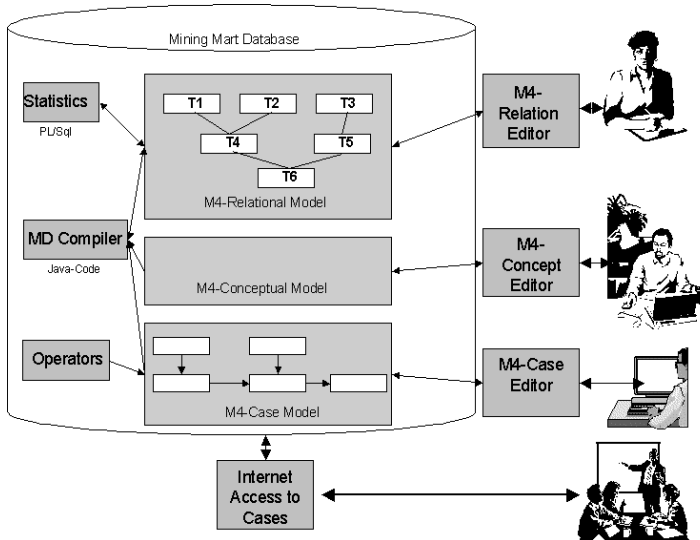 Mining Mart Database
Statistics
PL/Sql
T1
T2
T3
T4
T5
T6
M4-Relational Model
M4-
Relation
Editor
MD Compiler
Java-Code
M4-Conceptual Model
M4-
Concept
Editor
Operators
M4-Case Model
M4-Case
Editor
Internet
Access to
Cases